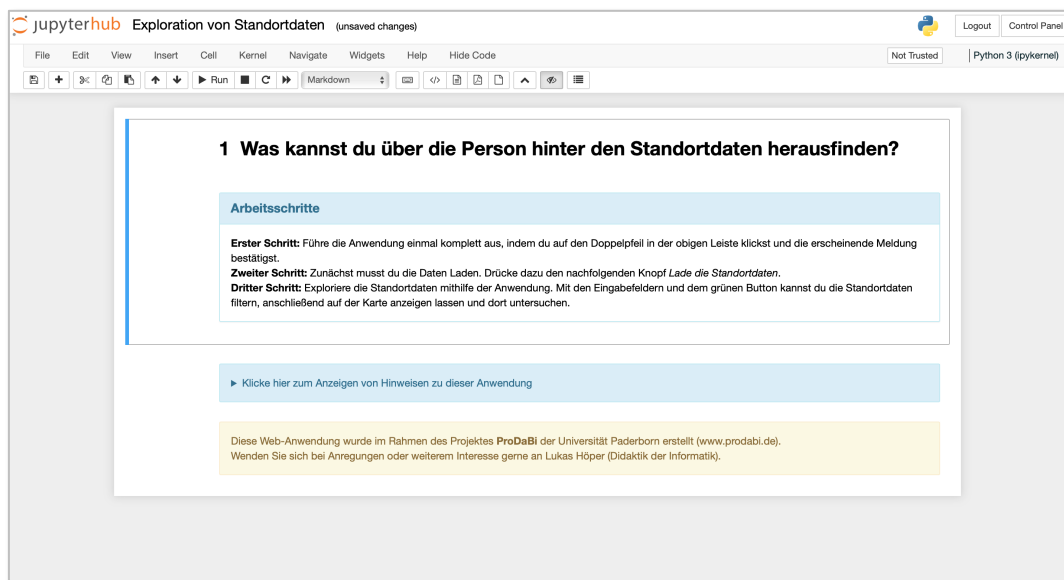 jupyterhub Exploration von Standortdaten (unsaved changes) Logout Control Panel
File Edit View Insert Cell Kernel Navigate Widgets Help Hide Code Not Trusted Python 3 (ipykernel)
Run Markdown
1 Was kannst du über die Person hinter den Standortdaten herausfinden?
Arbeitsschritte
Erster Schritt: Führe die Anwendung einmal komplett aus, indem du auf den Doppelpfeil in der obigen Leiste klickst und die erscheinende Meldung
bestätigst.
Zweiter Schritt: Zunächst musst du die Daten Laden. Drücke dazu den nachfolgenden Knopf Lade die Standortdaten.
Dritter Schritt: Exploriere die Standortdaten mithilfe der Anwendung. Mit den Eingabefeldern und dem grünen Button kannst du die Standortdaten
filtern, anschließend auf der Karte anzeigen lassen und dort untersuchen.
Klicke hier zum Anzeigen von Hinweisen zu dieser Anwendung
Diese Web-Anwendung wurde im Rahmen des Projektes ProDaBi der Universität Paderborn erstellt (www.prodabi.de).
Wenden Sie sich bei Anregungen oder weiterem Interesse gerne an Lukas Höper (Didaktik der Informatik).